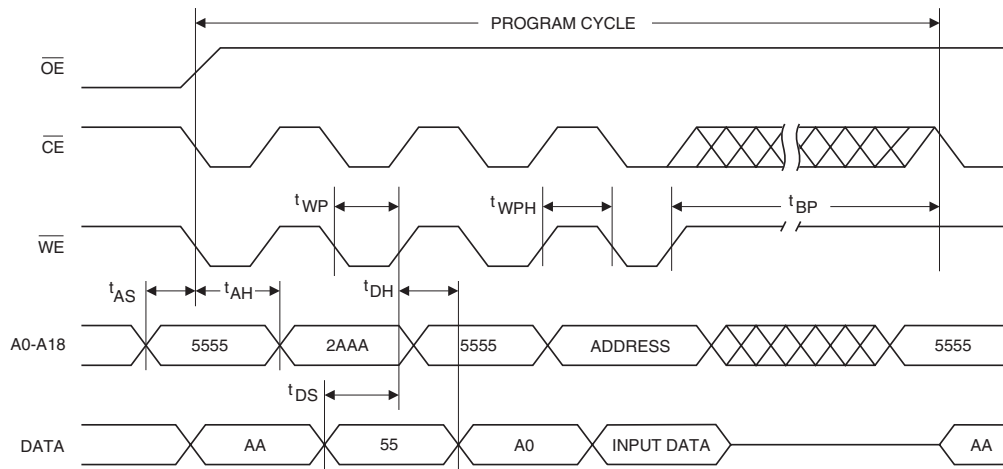 PROGRAM CYCLE
OE
CE
tWP
tWPH
tBP
WE
tAS
tAH
tDH
A0-A18
5555
2AAA
5555
ADDRESS
5555
tDS
DATA
AA
55
A0
INPUT DATA
AA